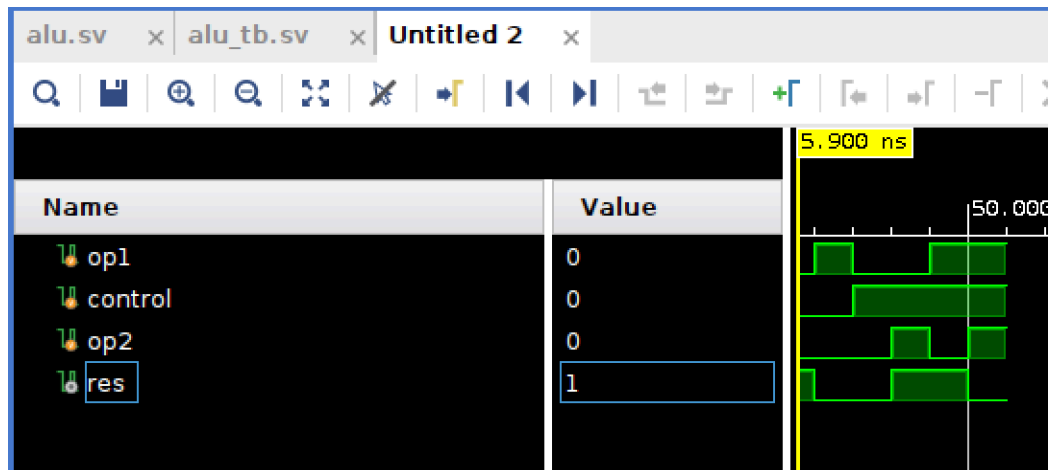 alu.sv × alu_tb.sv × Untitled 2 ×
5.900 ns
Name Value 50.000
op1 0
control 0
op2 0
res 1